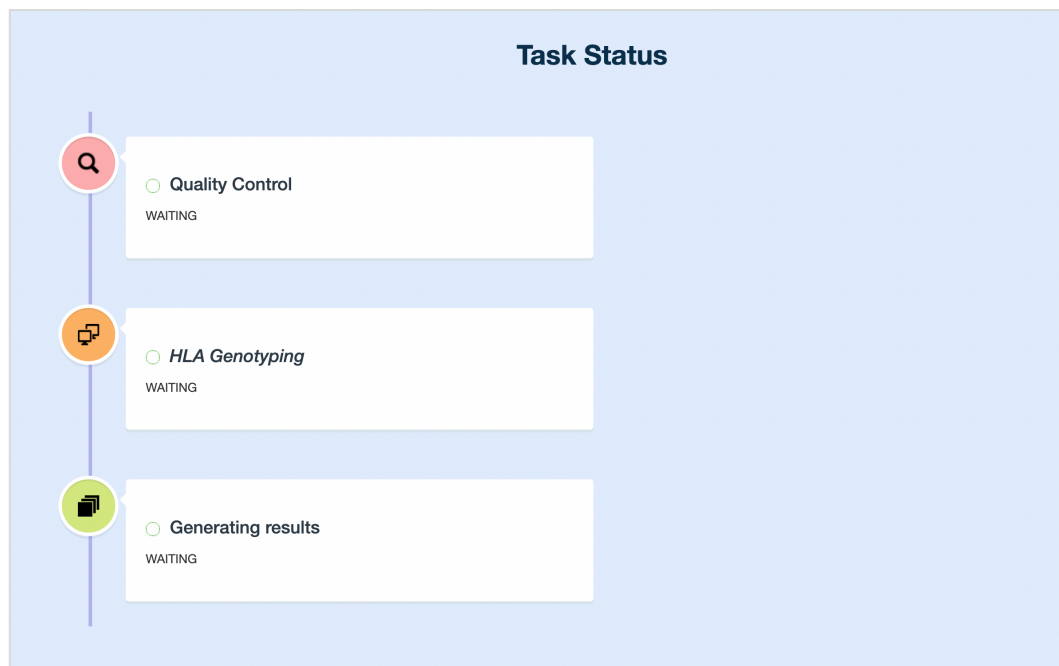 Task Status
Quality Control
WAITING
HLA Genotyping
WAITING
Generating results
WAITING